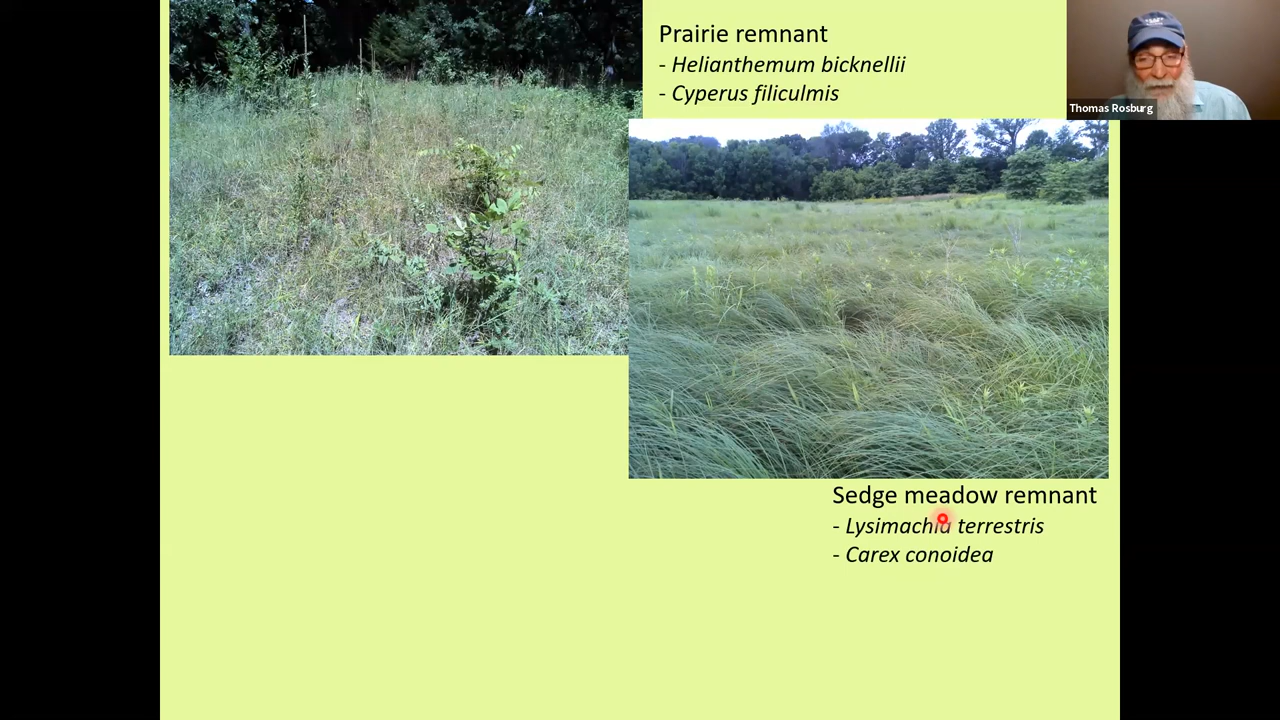 Prairie remnant
- Helianthemum bicknellii
- Cyperus filiculmis
Thomas Rosburg
Sedge meadow remnant
- Lysimachia terrestris
- Carex conoidea